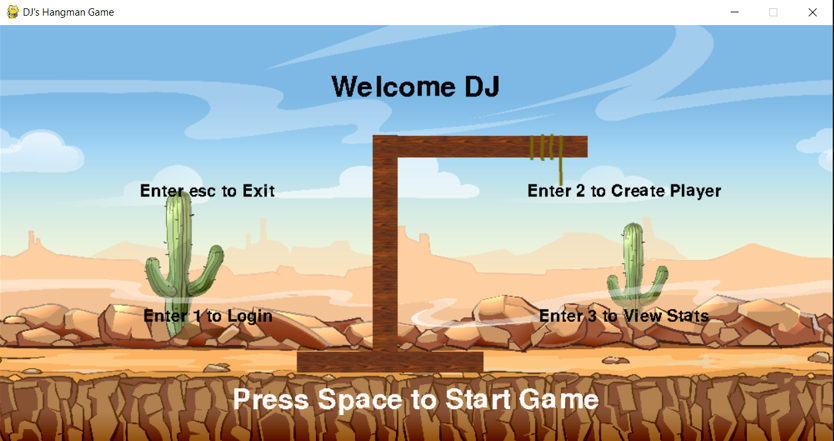 DJ's Hangman Game
Welcome DJ
Enter esc to Exit
Enter 2 to Create Player
Enter 1 to Login
Enter 3 to View Stats
Press Space to Start Game